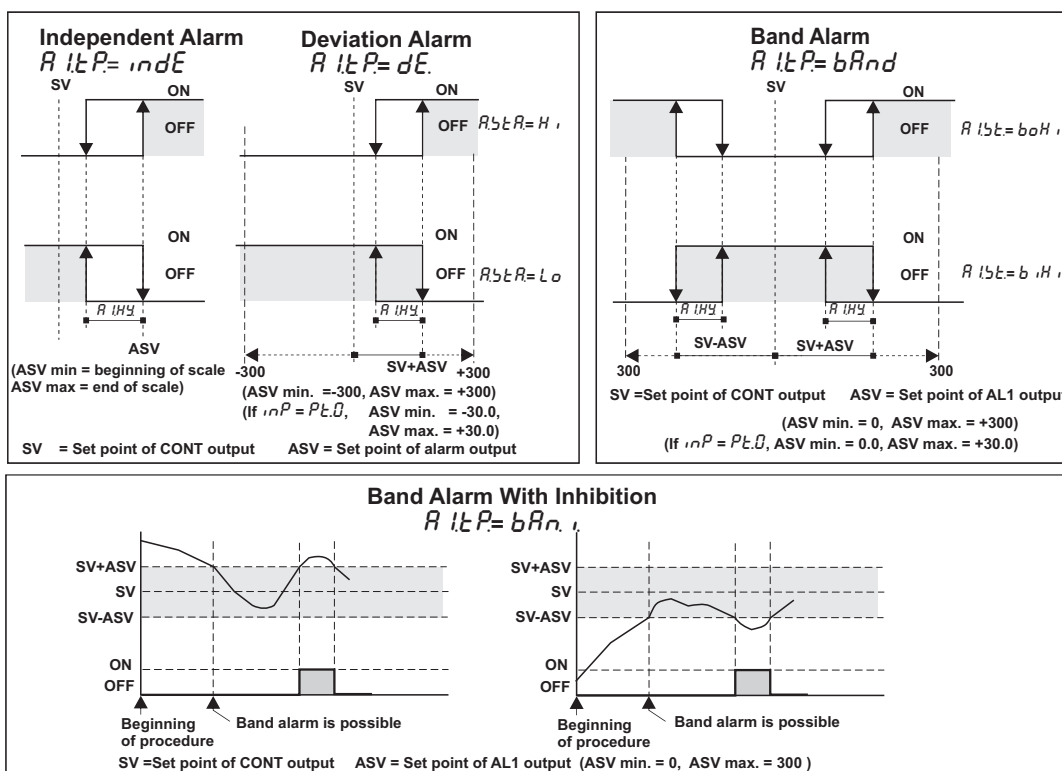 Independent Alarm
A1.tP.= indE
SV
ON
OFF
ON
OFF
A1.HY.
ASV
(ASV min = beginning of scale
ASV max = end of scale)
Deviation Alarm
A1.tP.= dE.
SV
ON
OFF
A.StA.= Hi
ON
OFF
A.StA.= Lo
A1.HY.
-300
SV+ASV
+300
(ASV min. =-300, ASV max. = +300)
(If inP = Pt.0, ASV min. = -30.0,
ASV max. = +30.0)
SV = Set point of CONT output ASV = Set point of alarm output
Band Alarm
A1.tP.= bAnd
SV
ON
OFF
A1.St.= boHi
ON
OFF
A1.St.= biHi
A1.HY.
A1.HY.
SV-ASV
SV+ASV
300
300
SV =Set point of CONT output ASV = Set point of AL1 output
(ASV min. = 0, ASV max. = +300)
(If inP = Pt.0, ASV min. = 0.0, ASV max. = +30.0)
Band Alarm With Inhibition
A1.tP.= bAn.i.
SV+ASV
SV
SV-ASV
ON
OFF
Beginning
of procedure
Band alarm is possible
SV+ASV
SV
SV-ASV
ON
OFF
Beginning
of procedure
Band alarm is possible
SV =Set point of CONT output ASV = Set point of AL1 output (ASV min. = 0, ASV max. = 300 )